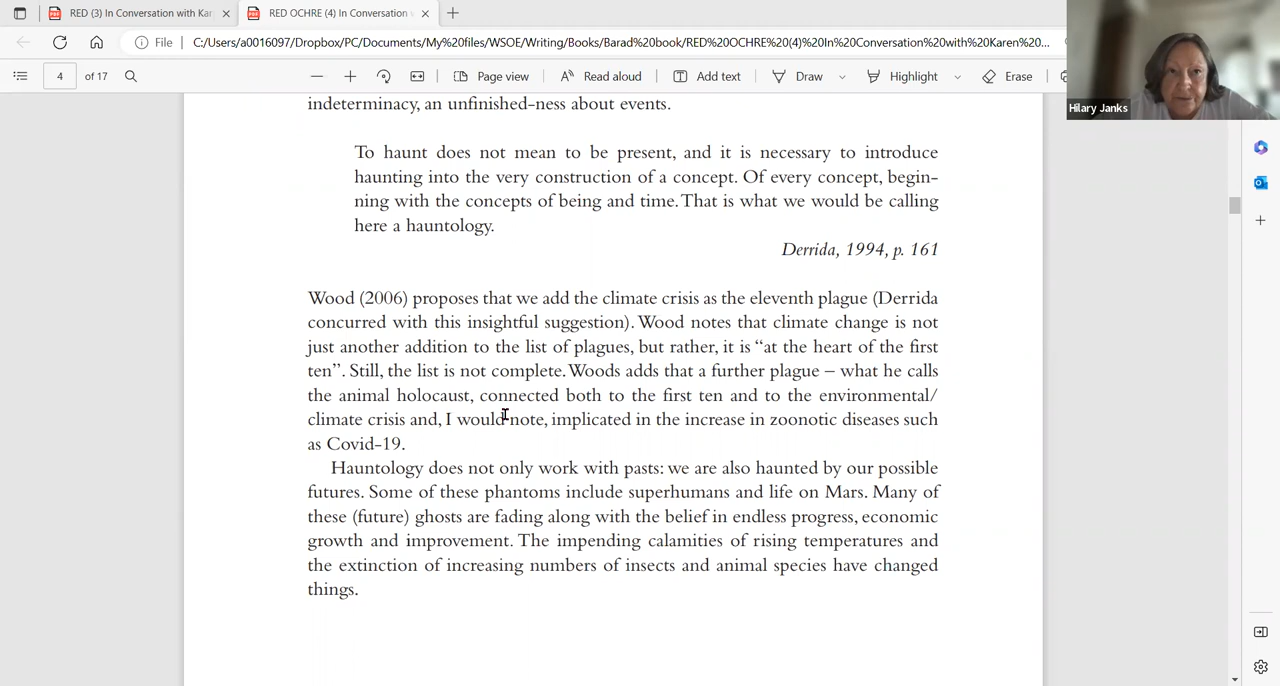 RED (3) In Conversation with Kar
RED OCHRE (4) In Conversation
File
C:/Users/a0016097/Dropbox/PC/Documents/My%20files/WSOE/Writing/Books/Barad%20book/RED%20OCHRE%20(4)%20In%20Conversation%20with%20Karen%20...
4 of 17
Page view
Read aloud
Add text
Draw
Highlight
Erase
Hilary Janks
indeterminacy, an unfinished-ness about events.
To haunt does not mean to be present, and it is necessary to introduce
haunting into the very construction of a concept. Of every concept, begin-
ning with the concepts of being and time. That is what we would be calling
here a hauntology.
Derrida, 1994, p. 161
Wood (2006) proposes that we add the climate crisis as the eleventh plague (Derrida
concurred with this insightful suggestion). Wood notes that climate change is not
just another addition to the list of plagues, but rather, it is “at the heart of the first
ten”. Still, the list is not complete. Woods adds that a further plague – what he calls
the animal holocaust, connected both to the first ten and to the environmental/
climate crisis and, I would note, implicated in the increase in zoonotic diseases such
as Covid-19.
Hauntology does not only work with pasts: we are also haunted by our possible
futures. Some of these phantoms include superhumans and life on Mars. Many of
these (future) ghosts are fading along with the belief in endless progress, economic
growth and improvement. The impending calamities of rising temperatures and
the extinction of increasing numbers of insects and animal species have changed
things.